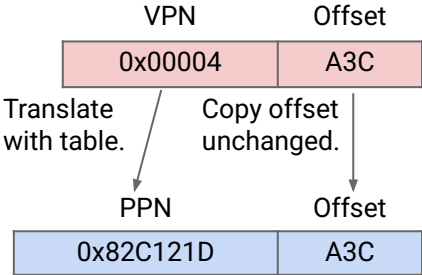 VPN Offset
0x00004 A3C
Translate Copy offset
with table. unchanged.
PPN Offset
0x82C121D A3C